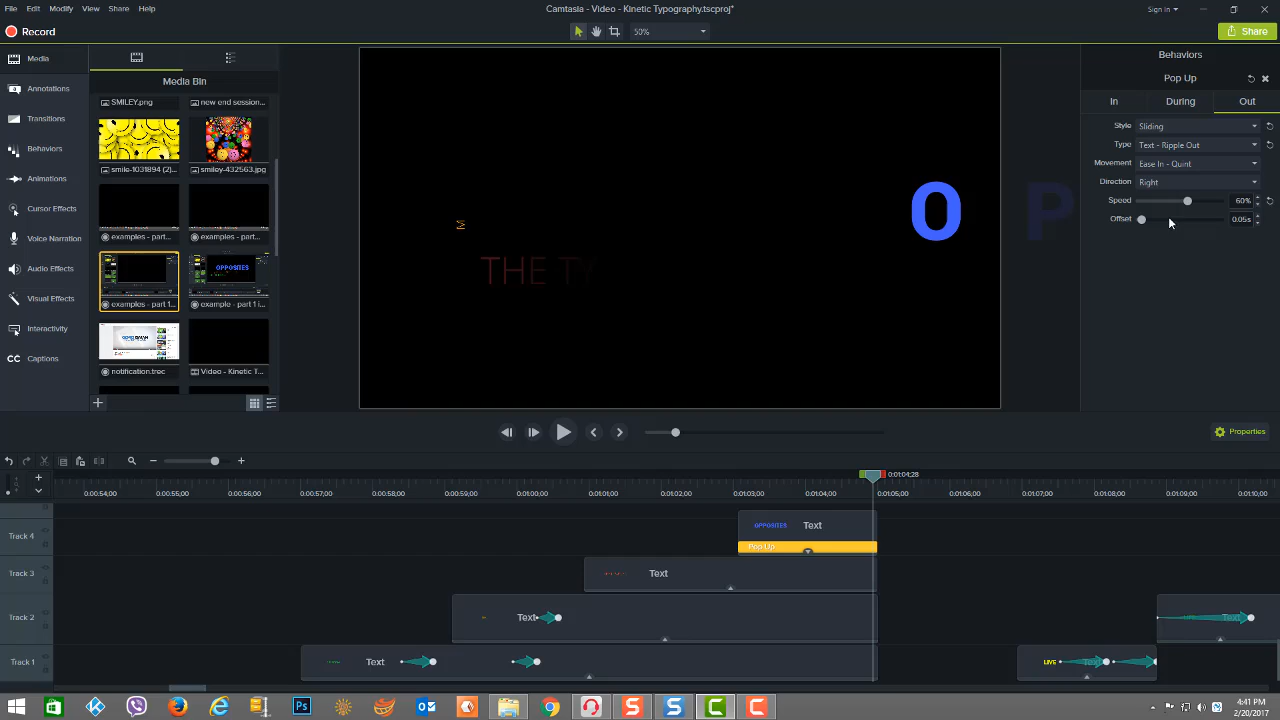 File Edit Modify View Share Help
Camtasia - Video - Kinetic Typography.tscproj*
Sign in
Record
50%
Share
Media
Annotations
Transitions
Behaviors
Animations
Cursor Effects
Voice Narration
Audio Effects
Visual Effects
Interactivity
CC Captions
Media Bin
SMILEY.png
new end session...
smile-1031894 (2)...
smiley-432563.jpg
examples - part...
examples - part...
OPPOSITES
examples - part 1...
example - part 1 i...
notification.trec
Video - Kinetic T...
O P
THE TY
Behaviors
Pop Up
In During Out
Style Sliding
Type Text - Ripple Out
Movement Ease In - Quint
Direction Right
Speed 60%
Offset 0.05s
Properties
0:01:04;28
0:00:54;00 0:00:55;00 0:00:56;00 0:00:57;00 0:00:58;00 0:00:59;00 0:01:00;00 0:01:01;00 0:01:02;00 0:01:03;00 0:01:04;00 0:01:05;00 0:01:06;00 0:01:07;00 0:01:08;00 0:01:09;00 0:01:10;00
Track 4
OPPOSITES Text
Pop Up
Track 3
Text
Track 2
Text
Text
Track 1
Text
LIVE Text
4:41 PM
2/20/2017